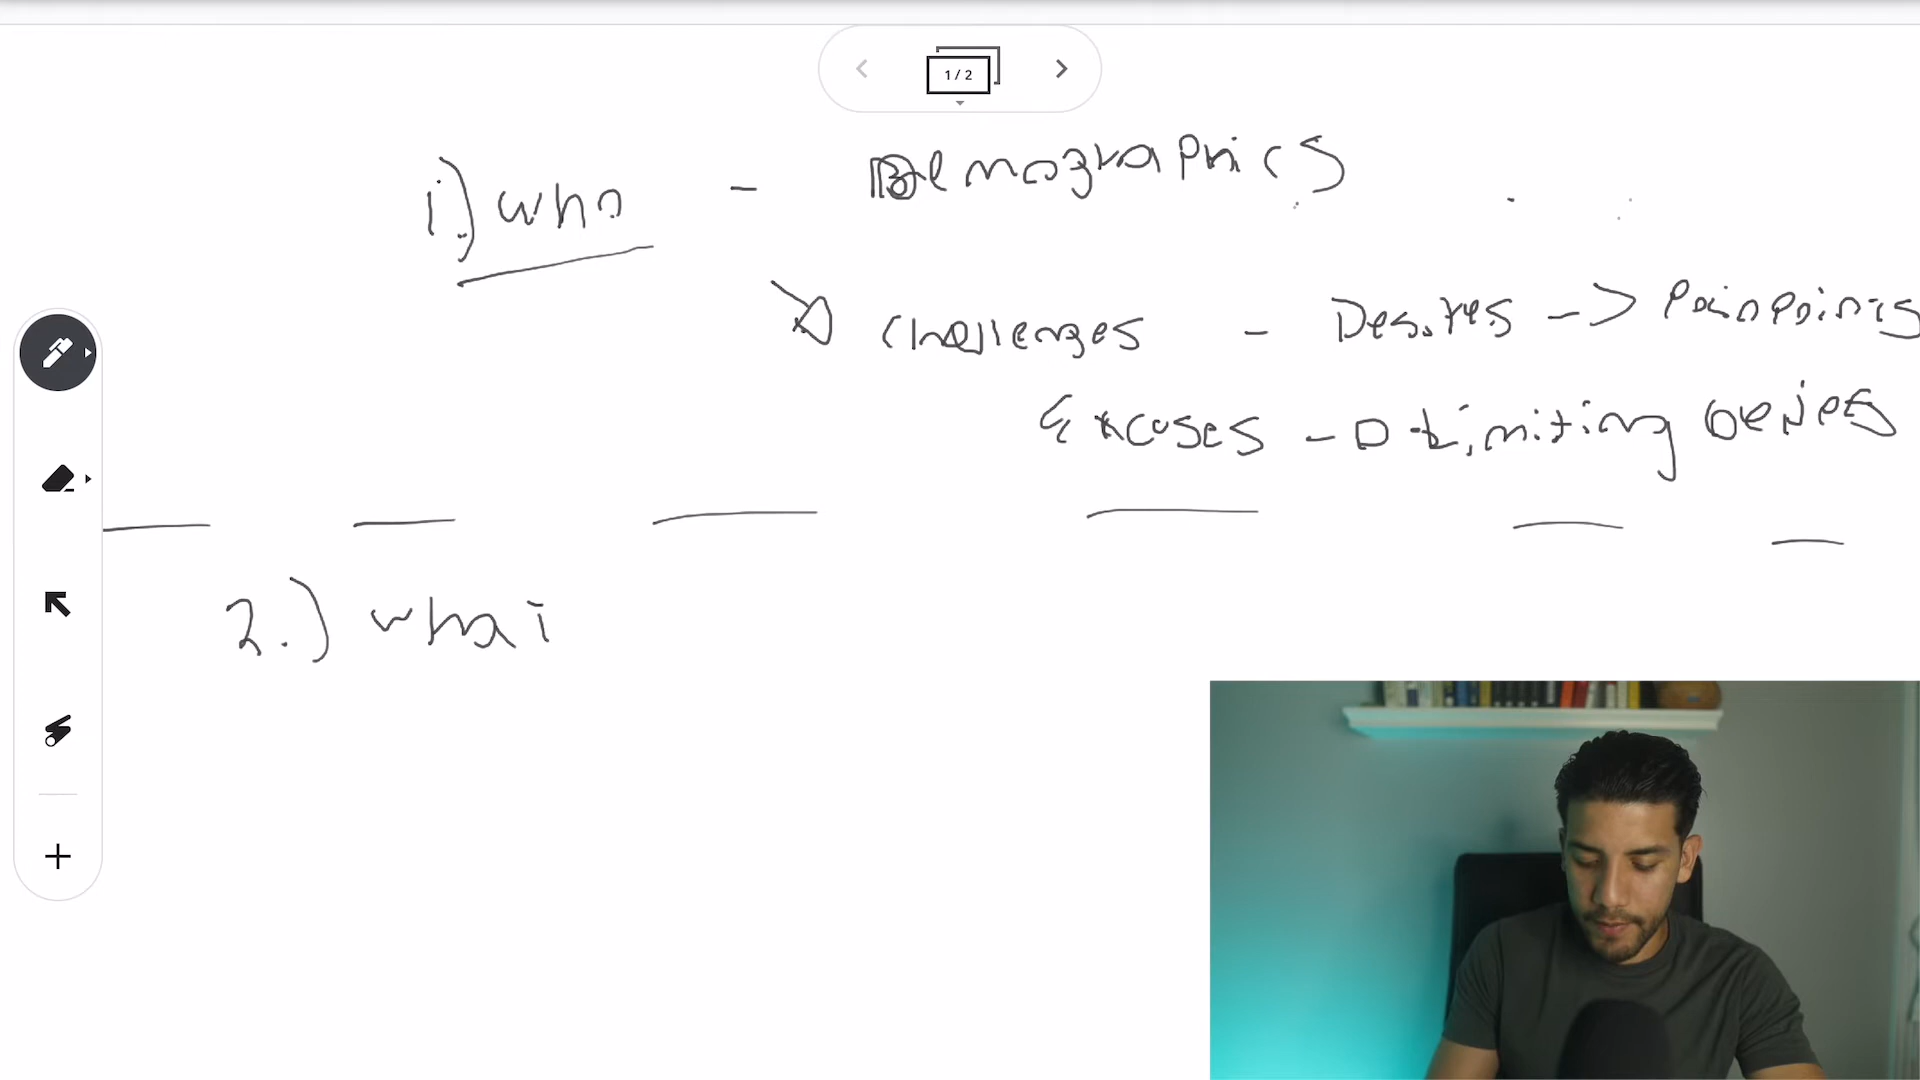 1 / 2
1.) who - Demographics
Challenges - Desires -> Painpoints
Excuses - Limiting beliefs
2.) what